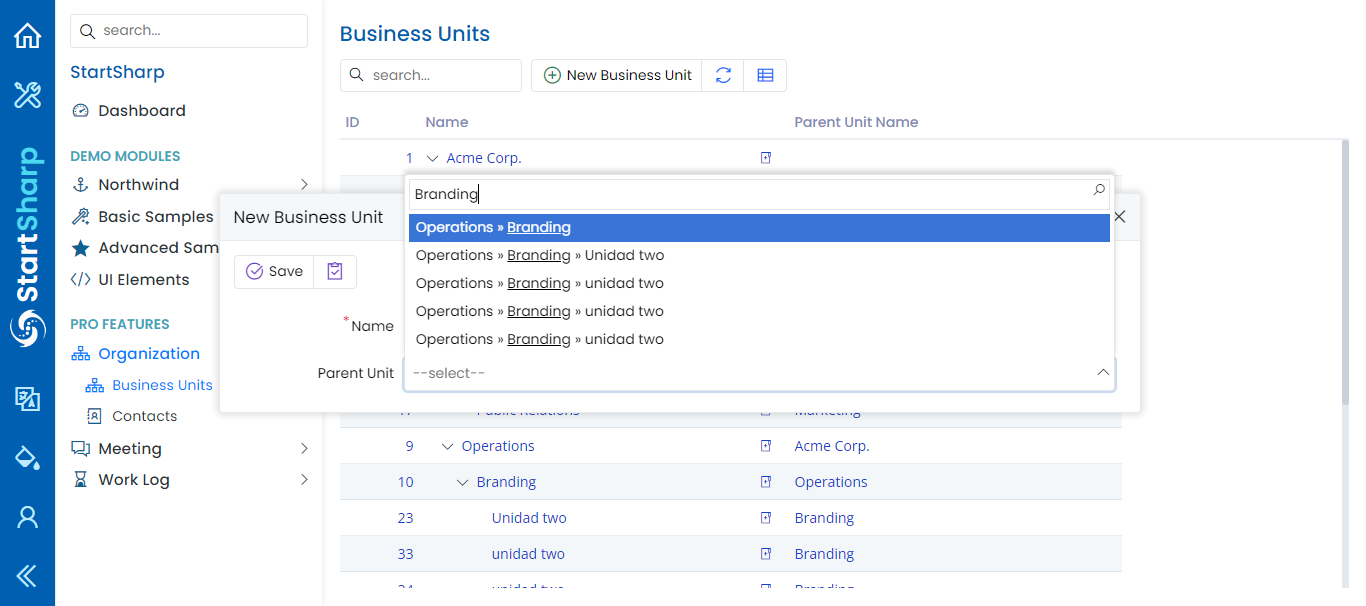 StartSharp
search...
StartSharp
Dashboard
DEMO MODULES
Northwind
Basic Samples
Advanced Sam
UI Elements
PRO FEATURES
Organization
Business Units
Contacts
Meeting
Work Log
Business Units
search...
New Business Unit
ID Name Parent Unit Name
1 Acme Corp.
New Business Unit
Branding
Operations » Branding
Operations » Branding » Unidad two
Operations » Branding » unidad two
Operations » Branding » unidad two
Operations » Branding » unidad two
Save
*Name
Parent Unit --select--
17 Public Relations Marketing
9 Operations Acme Corp.
10 Branding Operations
23 Unidad two Branding
33 unidad two Branding
34 unidad two Branding